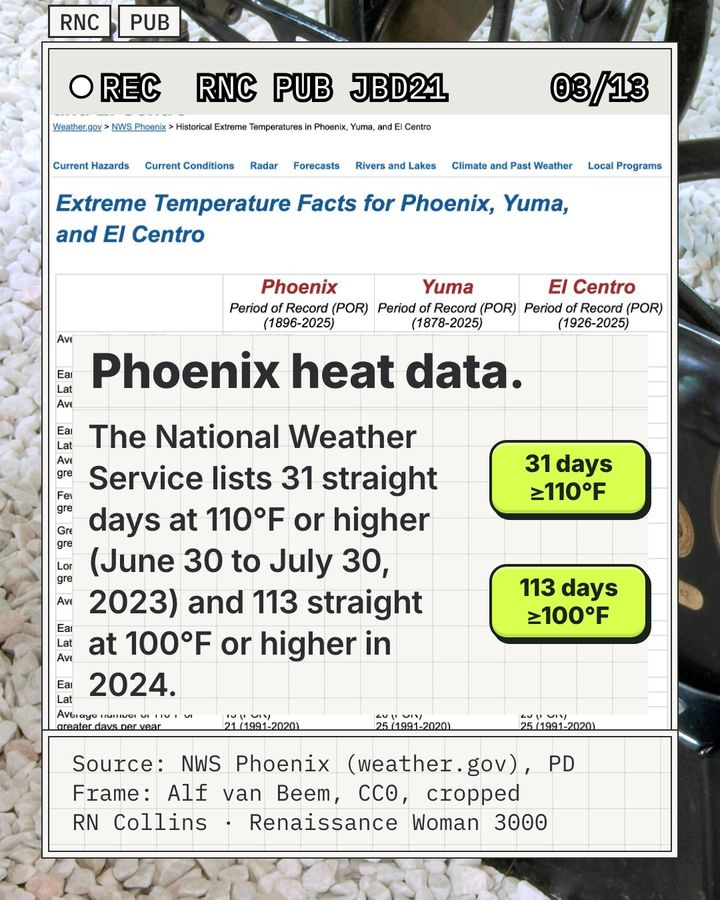 RNC PUB
REC RNC PUB JBD21 03/13
Weather.gov > NWS Phoenix > Historical Extreme Temperatures in Phoenix, Yuma, and El Centro
Current Hazards Current Conditions Radar Forecasts Rivers and Lakes Climate and Past Weather Local Programs
Extreme Temperature Facts for Phoenix, Yuma,
and El Centro
Phoenix Yuma El Centro
Period of Record (POR) Period of Record (POR) Period of Record (POR)
(1896-2025) (1878-2025) (1926-2025)
Phoenix heat data.
The National Weather
Service lists 31 straight
days at 110°F or higher
(June 30 to July 30,
2023) and 113 straight
at 100°F or higher in
2024.
31 days
≥110°F
113 days
≥100°F
greater days per year 21 (1991-2020) 25 (1991-2020) 25 (1991-2020)
Source: NWS Phoenix (weather.gov), PD
Frame: Alf van Beem, CC0, cropped
RN Collins · Renaissance Woman 3000